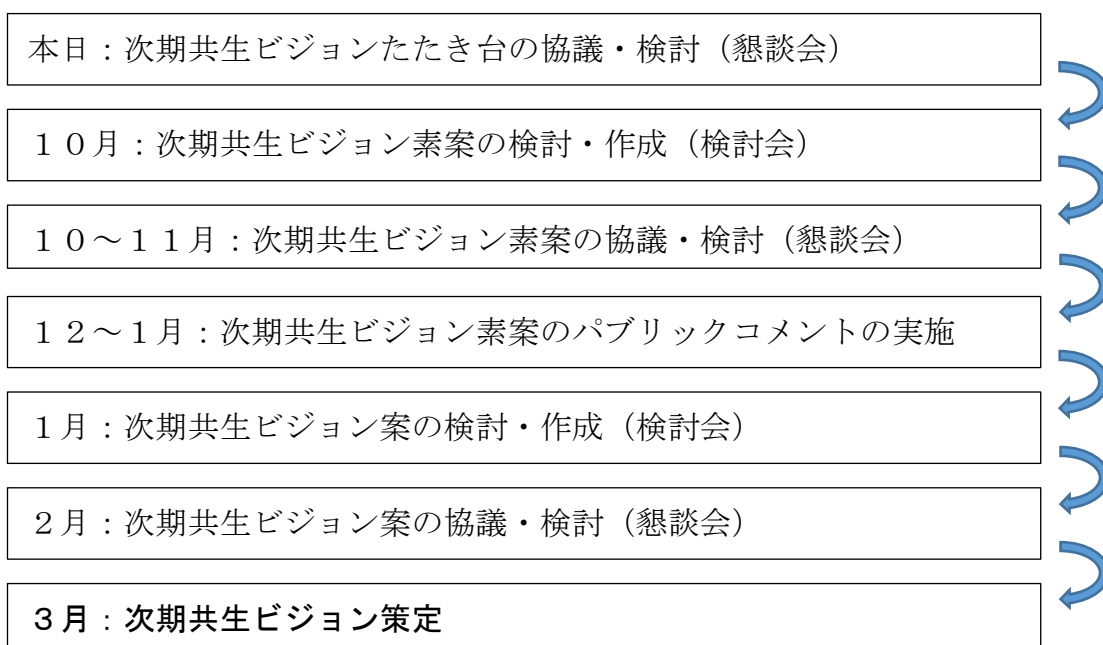 本日：次期共生ビジョンたたき台の協議・検討（懇談会）
１０月：次期共生ビジョン素案の検討・作成（検討会）
１０～１１月：次期共生ビジョン素案の協議・検討（懇談会）
１２～１月：次期共生ビジョン素案のパブリックコメントの実施
１月：次期共生ビジョン案の検討・作成（検討会）
２月：次期共生ビジョン案の協議・検討（懇談会）
３月：次期共生ビジョン策定